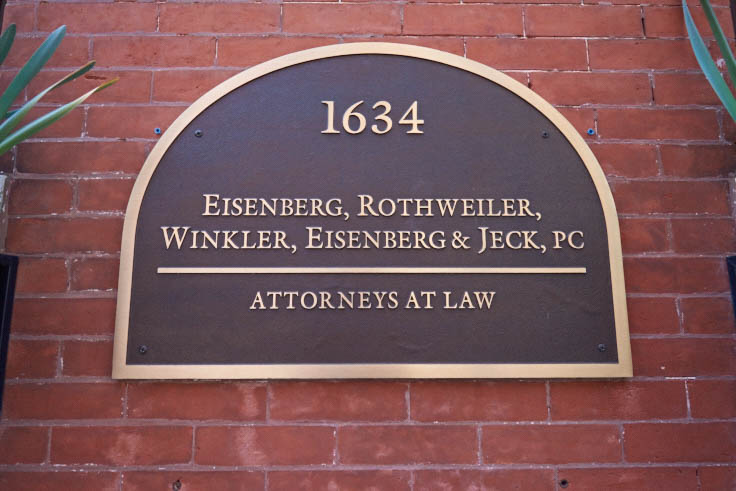 1634
Eisenberg, Rothweiler,
Winkler, Eisenberg & Jeck, PC
ATTORNEYS AT LAW